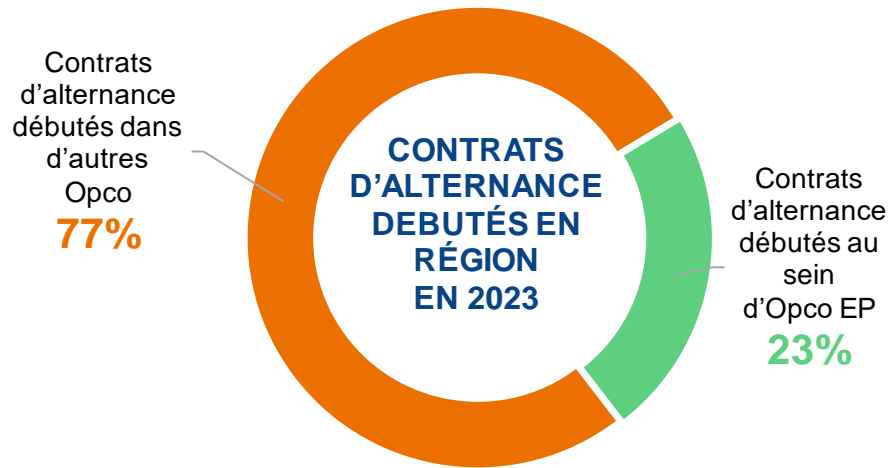 Contrats
d’alternance
débutés dans
d’autres
Opco
77%
CONTRATS
D’ALTERNANCE
DEBUTÉS EN
RÉGION
EN 2023
Contrats
d’alternance
débutés au
sein
d’Opco EP
23%